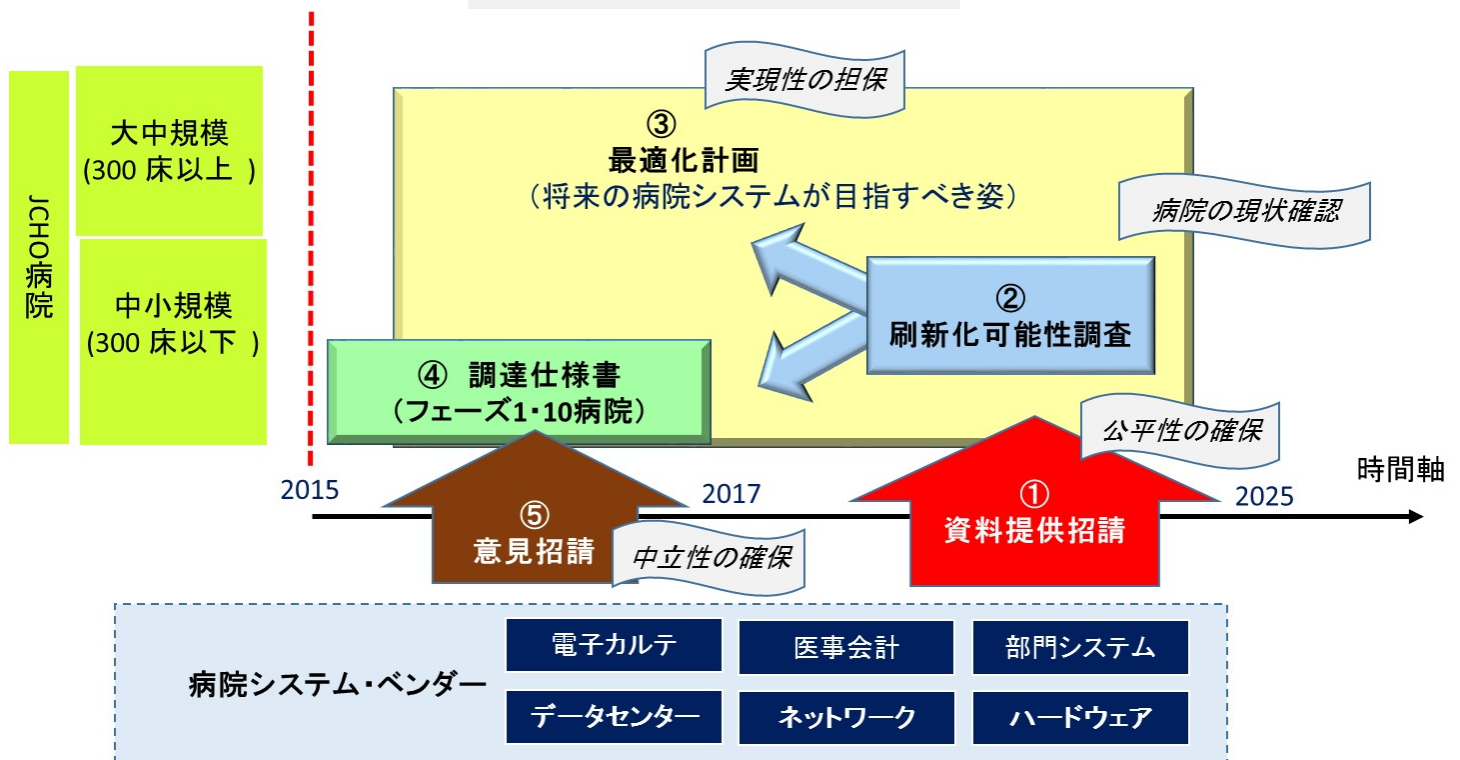 JCHO病院
大中規模
(300 床以上 )
中小規模
(300 床以下 )
実現性の担保
③
最適化計画
（将来の病院システムが目指すべき姿）
病院の現状確認
②
刷新化可能性調査
④ 調達仕様書
（フェーズ1・10病院）
公平性の確保
時間軸
2015
2017
2025
⑤
意見招請
中立性の確保
①
資料提供招請
病院システム・ベンダー
電子カルテ
医事会計
部門システム
データセンター
ネットワーク
ハードウェア